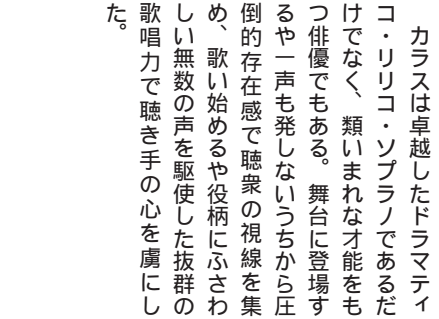 カラスは卓越したドラマティ
コ・リリコ・ソプラノであるだ
けでなく、類いまれな才能をも
つ俳優でもある。舞台に登場す
るや一声も発しないうちから圧
倒的存在感で聴衆の視線を集
め、歌い始めるや役柄にふさわ
しい無数の声を駆使した抜群の
歌唱力で聴き手の心を虜にし
た。